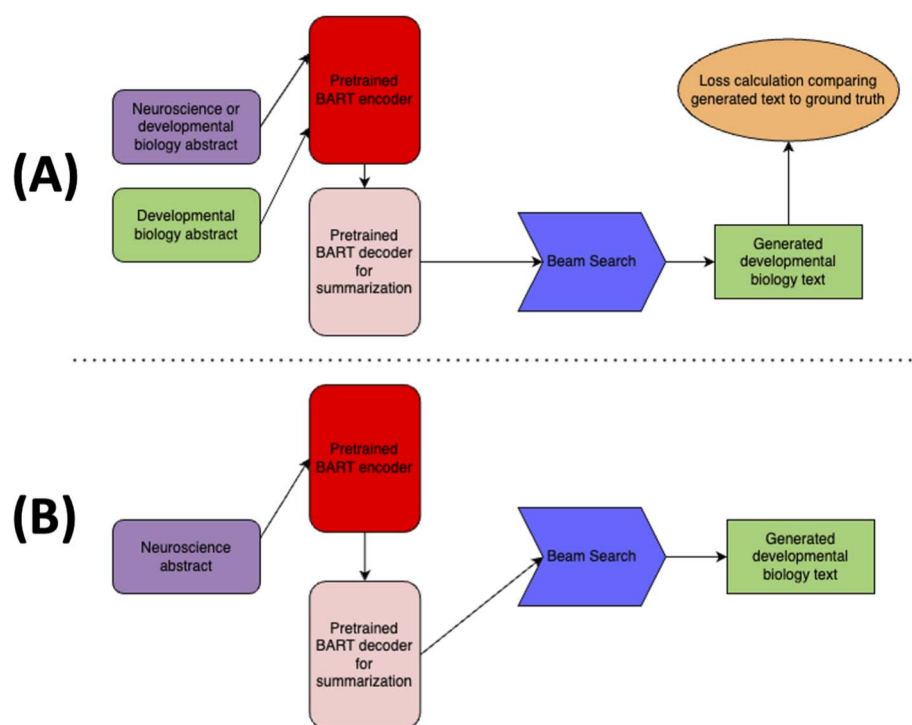 (A)
Neuroscience or
developmental
biology abstract
Developmental
biology abstract
Pretrained
BART encoder
Pretrained
BART decoder
for
summarization
Beam Search
Generated
developmental
biology text
Loss calculation comparing
generated text to ground truth
(B)
Neuroscience
abstract
Pretrained
BART encoder
Pretrained
BART decoder
for
summarization
Beam Search
Generated
developmental
biology text